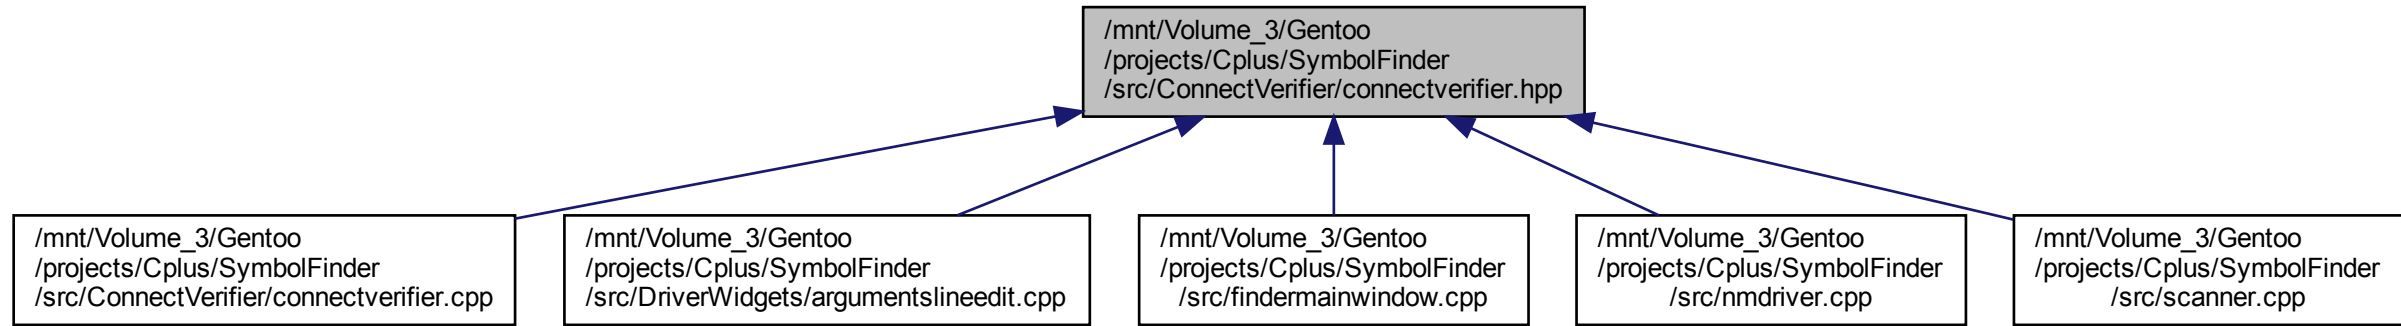 /mnt/Volume_3/Gentoo
/projects/Cplus/SymbolFinder
/src/ConnectVerifier/connectverifier.hpp
/mnt/Volume_3/Gentoo
/projects/Cplus/SymbolFinder
/src/ConnectVerifier/connectverifier.cpp
/mnt/Volume_3/Gentoo
/projects/Cplus/SymbolFinder
/src/DriverWidgets/argumentslineedit.cpp
/mnt/Volume_3/Gentoo
/projects/Cplus/SymbolFinder
/src/findermainwindow.cpp
/mnt/Volume_3/Gentoo
/projects/Cplus/SymbolFinder
/src/nmdriver.cpp
/mnt/Volume_3/Gentoo
/projects/Cplus/SymbolFinder
/src/scanner.cpp